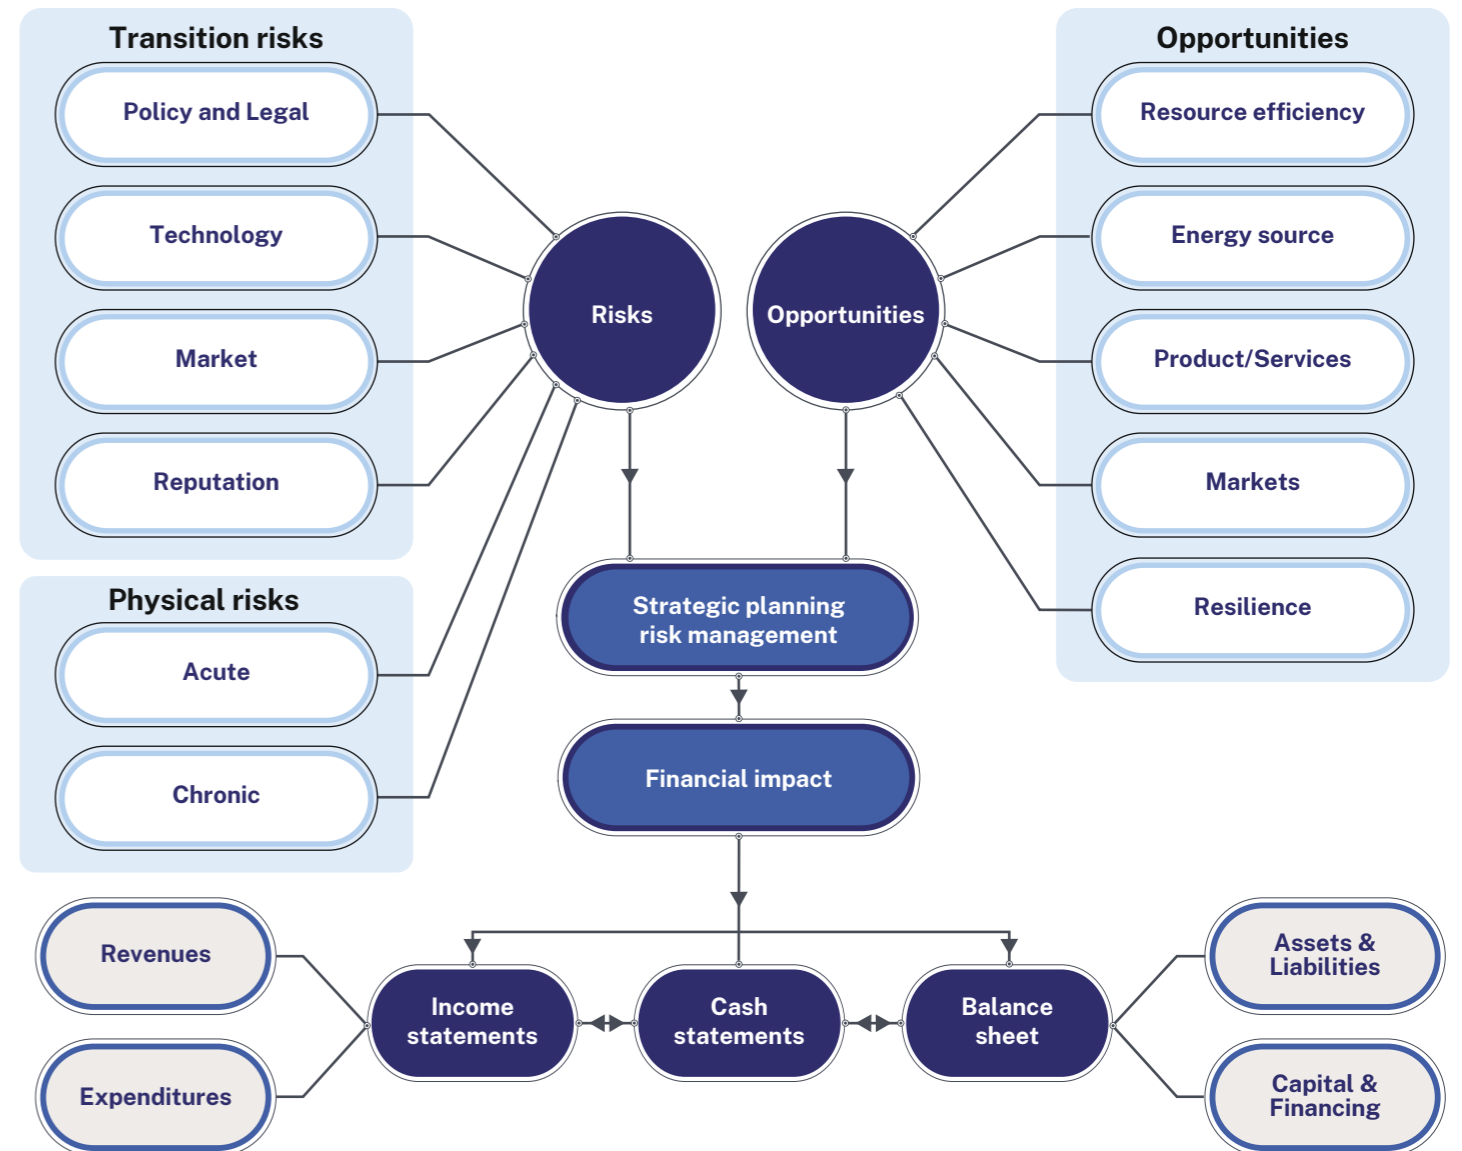 Transition risks
Policy and Legal
Technology
Market
Reputation
Physical risks
Acute
Chronic
Risks
Opportunities
Opportunities
Resource efficiency
Energy source
Product/Services
Markets
Resilience
Strategic planning
risk management
Financial impact
Revenues
Expenditures
Income
statements
Cash
statements
Balance
sheet
Assets &
Liabilities
Capital &
Financing